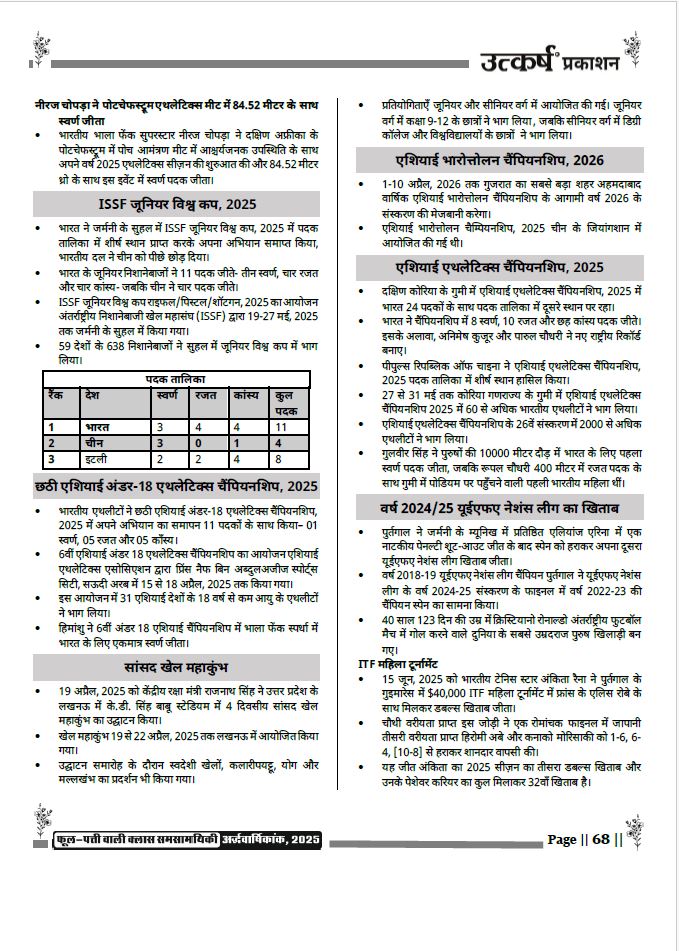 उत्कर्ष प्रकाशन
नीरज चोपड़ा ने पोटचेफस्ट्रूम एथलेटिक्स मीट में 84.52 मीटर के साथ
स्वर्ण जीता
• भारतीय भाला फेंक सुपरस्टार नीरज चोपड़ा ने दक्षिण अफ्रीका के
पोटचेफस्ट्रूम में पोच आमंत्रण मीट में आश्चर्यजनक उपस्थिति के साथ
अपने वर्ष 2025 एथलेटिक्स सीज़न की शुरुआत की और 84.52 मीटर
थ्रो के साथ इस इवेंट में स्वर्ण पदक जीता।
ISSF जूनियर विश्व कप, 2025
• भारत ने जर्मनी के सुहल में ISSF जूनियर विश्व कप, 2025 में पदक
तालिका में शीर्ष स्थान प्राप्त करके अपना अभियान समाप्त किया,
भारतीय दल ने चीन को पीछे छोड़ दिया।
• भारत के जूनियर निशानेबाजों ने 11 पदक जीते- तीन स्वर्ण, चार रजत
और चार कांस्य- जबकि चीन ने चार पदक जीते।
• ISSF जूनियर विश्व कप राइफल/पिस्टल/शॉटगन, 2025 का आयोजन
अंतर्राष्ट्रीय निशानेबाजी खेल महासंघ (ISSF) द्वारा 19-27 मई, 2025
तक जर्मनी के सुहल में किया गया।
• 59 देशों के 638 निशानेबाजों ने सुहल में जूनियर विश्व कप में भाग
लिया।
पदक तालिका
रैंक देश स्वर्ण रजत कांस्य कुल
पदक
1 भारत 3 4 4 11
2 चीन 3 0 1 4
3 इटली 2 2 4 8
छठी एशियाई अंडर-18 एथलेटिक्स चैंपियनशिप, 2025
• भारतीय एथलीटों ने छठी एशियाई अंडर-18 एथलेटिक्स चैंपियनशिप,
2025 में अपने अभियान का समापन 11 पदकों के साथ किया– 01
स्वर्ण, 05 रजत और 05 काँस्य।
• 6वीं एशियाई अंडर 18 एथलेटिक्स चैंपियनशिप का आयोजन एशियाई
एथलेटिक्स एसोसिएशन द्वारा प्रिंस नैफ बिन अब्दुलअजीज स्पोर्ट्स
सिटी, सऊदी अरब में 15 से 18 अप्रैल, 2025 तक किया गया।
• इस आयोजन में 31 एशियाई देशों के 18 वर्ष से कम आयु के एथलीटों
ने भाग लिया।
• हिमांशु ने 6वीं अंडर 18 एशियाई चैंपियनशिप में भाला फेंक स्पर्धा में
भारत के लिए एकमात्र स्वर्ण जीता।
सांसद खेल महाकुंभ
• 19 अप्रैल, 2025 को केंद्रीय रक्षा मंत्री राजनाथ सिंह ने उत्तर प्रदेश के
लखनऊ में के.डी. सिंह बाबू स्टेडियम में 4 दिवसीय सांसद खेल
महाकुंभ का उद्घाटन किया।
• खेल महाकुंभ 19 से 22 अप्रैल, 2025 तक लखनऊ में आयोजित किया
गया।
• उद्घाटन समारोह के दौरान स्वदेशी खेलों, कलारीपयट्टू, योग और
मल्लखंभ का प्रदर्शन भी किया गया।
• प्रतियोगिताएँ जूनियर और सीनियर वर्ग में आयोजित की गई। जूनियर
वर्ग में कक्षा 9-12 के छात्रों ने भाग लिया , जबकि सीनियर वर्ग में डिग्री
कॉलेज और विश्वविद्यालयों के छात्रों ने भाग लिया।
एशियाई भारोत्तोलन चैंपियनशिप, 2026
• 1-10 अप्रैल, 2026 तक गुजरात का सबसे बड़ा शहर अहमदाबाद
वार्षिक एशियाई भारोत्तोलन चैंपियनशिप के आगामी वर्ष 2026 के
संस्करण की मेजबानी करेगा।
• एशियाई भारोत्तोलन चैम्पियनशिप, 2025 चीन के जियांगशान में
आयोजित की गई थी।
एशियाई एथलेटिक्स चैंपियनशिप, 2025
• दक्षिण कोरिया के गुमी में एशियाई एथलेटिक्स चैंपियनशिप, 2025 में
भारत 24 पदकों के साथ पदक तालिका में दूसरे स्थान पर रहा।
• भारत ने चैंपियनशिप में 8 स्वर्ण, 10 रजत और छह कांस्य पदक जीते।
इसके अलावा, अनिमेष कुजूर और पारुल चौधरी ने नए राष्ट्रीय रिकॉर्ड
बनाए।
• पीपुल्स रिपब्लिक ऑफ चाइना ने एशियाई एथलेटिक्स चैंपियनशिप,
2025 पदक तालिका में शीर्ष स्थान हासिल किया।
• 27 से 31 मई तक कोरिया गणराज्य के गुमी में एशियाई एथलेटिक्स
चैंपियनशिप 2025 में 60 से अधिक भारतीय एथलीटों ने भाग लिया।
• एशियाई एथलेटिक्स चैंपियनशिप के 26वें संस्करण में 2000 से अधिक
एथलीटों ने भाग लिया।
• गुलवीर सिंह ने पुरुषों की 10000 मीटर दौड़ में भारत के लिए पहला
स्वर्ण पदक जीता, जबकि रूपल चौधरी 400 मीटर में रजत पदक के
साथ गुमी में पोडियम पर पहुँचने वाली पहली भारतीय महिला थीं।
वर्ष 2024/25 यूईएफए नेशंस लीग का खिताब
• पुर्तगाल ने जर्मनी के म्यूनिख में प्रतिष्ठित एलियांज एरिना में एक
नाटकीय पेनल्टी शूट-आउट जीत के बाद स्पेन को हराकर अपना दूसरा
यूईएफए नेशंस लीग खिताब जीता।
• वर्ष 2018-19 यूईएफए नेशंस लीग चैंपियन पुर्तगाल ने यूईएफए नेशंस
लीग के वर्ष 2024-25 संस्करण के फाइनल में वर्ष 2022-23 की
चैंपियन स्पेन का सामना किया।
• 40 साल 123 दिन की उम्र में क्रिस्टियानो रोनाल्डो अंतर्राष्ट्रीय फुटबॉल
मैच में गोल करने वाले दुनिया के सबसे उम्रदराज पुरुष खिलाड़ी बन
गए।
ITF महिला टूर्नामेंट
• 15 जून, 2025 को भारतीय टेनिस स्टार अंकिता रैना ने पुर्तगाल के
गुइमारेस में $40,000 ITF महिला टूर्नामेंट में फ्रांस के एलिस रोबे के
साथ मिलकर डबल्स खिताब जीता।
• चौथी वरीयता प्राप्त इस जोड़ी ने एक रोमांचक फाइनल में जापानी
तीसरी वरीयता प्राप्त हिरोमी अबे और कनाको मोरिसाकी को 1-6, 6-
4, [10-8] से हराकर शानदार वापसी की।
• यह जीत अंकिता का 2025 सीज़न का तीसरा डबल्स खिताब और
उनके पेशेवर करियर का कुल मिलाकर 32वाँ खिताब है।
फूल-पत्ती वाली क्लास समसामयिकी अर्द्धवार्षिकांक, 2025
Page || 68 ||